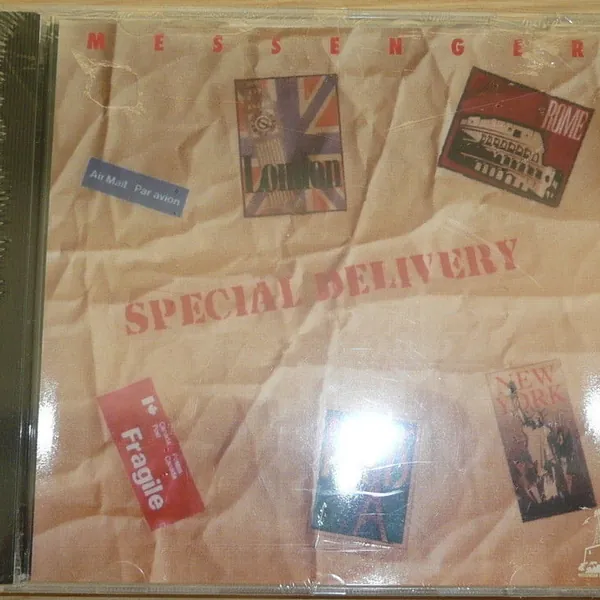 MESSENGER
London
ROME
Air Mail Par avion
SPECIAL DELIVERY
NEW
YORK
Fragile